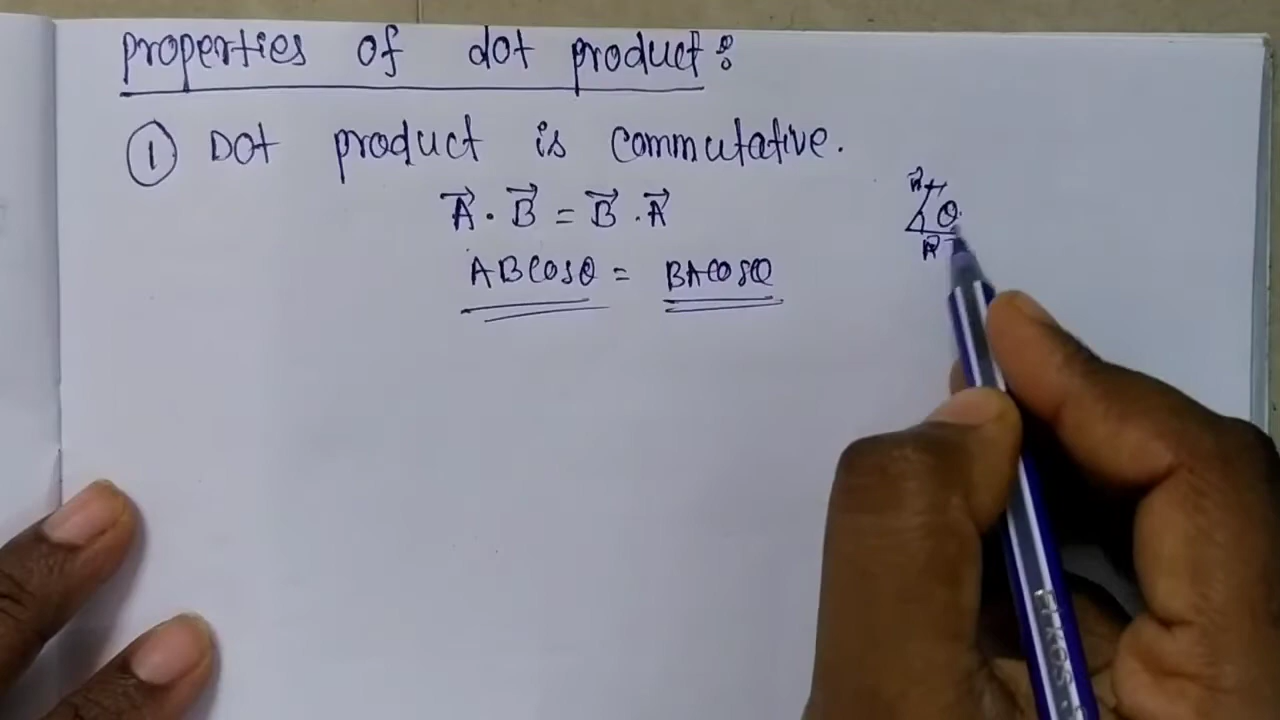 properties of dot product:
① Dot product is commutative.
A⃗ · B⃗ = B⃗ · A⃗
ABcosθ = BAcosθ
θ